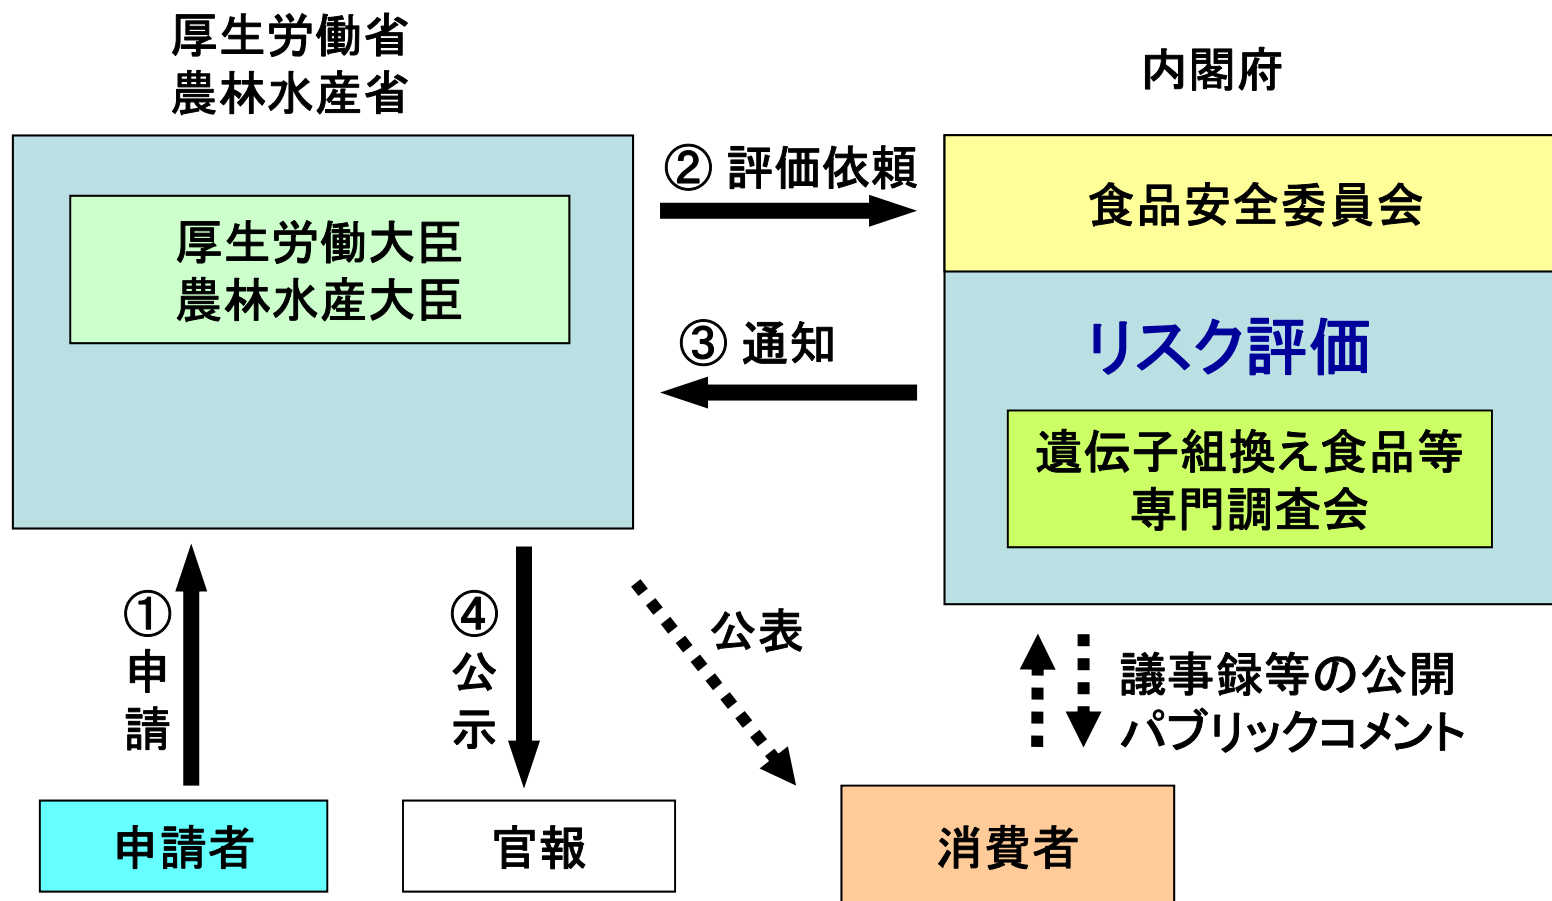 厚生労働省
農林水産省
内閣府
厚生労働大臣
農林水産大臣
② 評価依頼
食品安全委員会
③ 通知
リスク評価
遺伝子組換え食品等
専門調査会
①
申
請
④
公
示
公表
議事録等の公開
パブリックコメント
申請者
官報
消費者